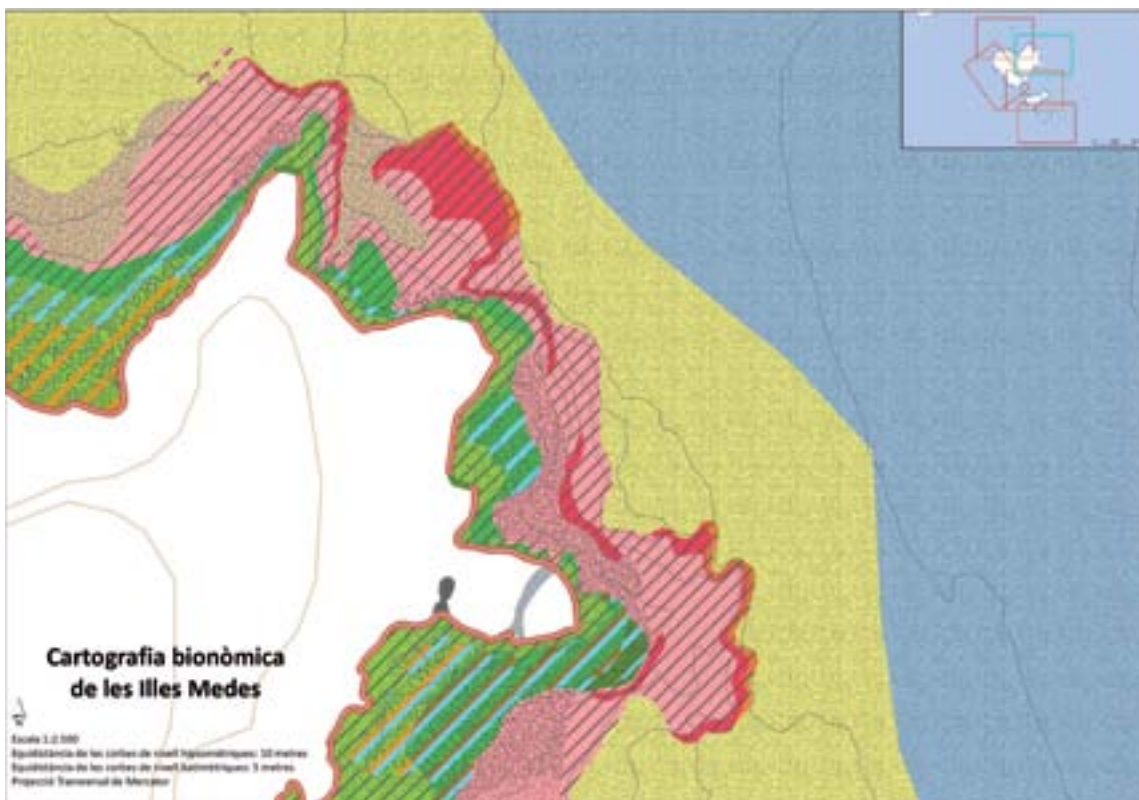 Cartografia bionòmica
de les Illes Medes
Escala 1:2.500
Equidistància de les corbes de nivell hipsomètriques: 10 metres
Equidistància de les corbes de nivell batimètriques: 5 metres
Projecció Transversal de Mercator